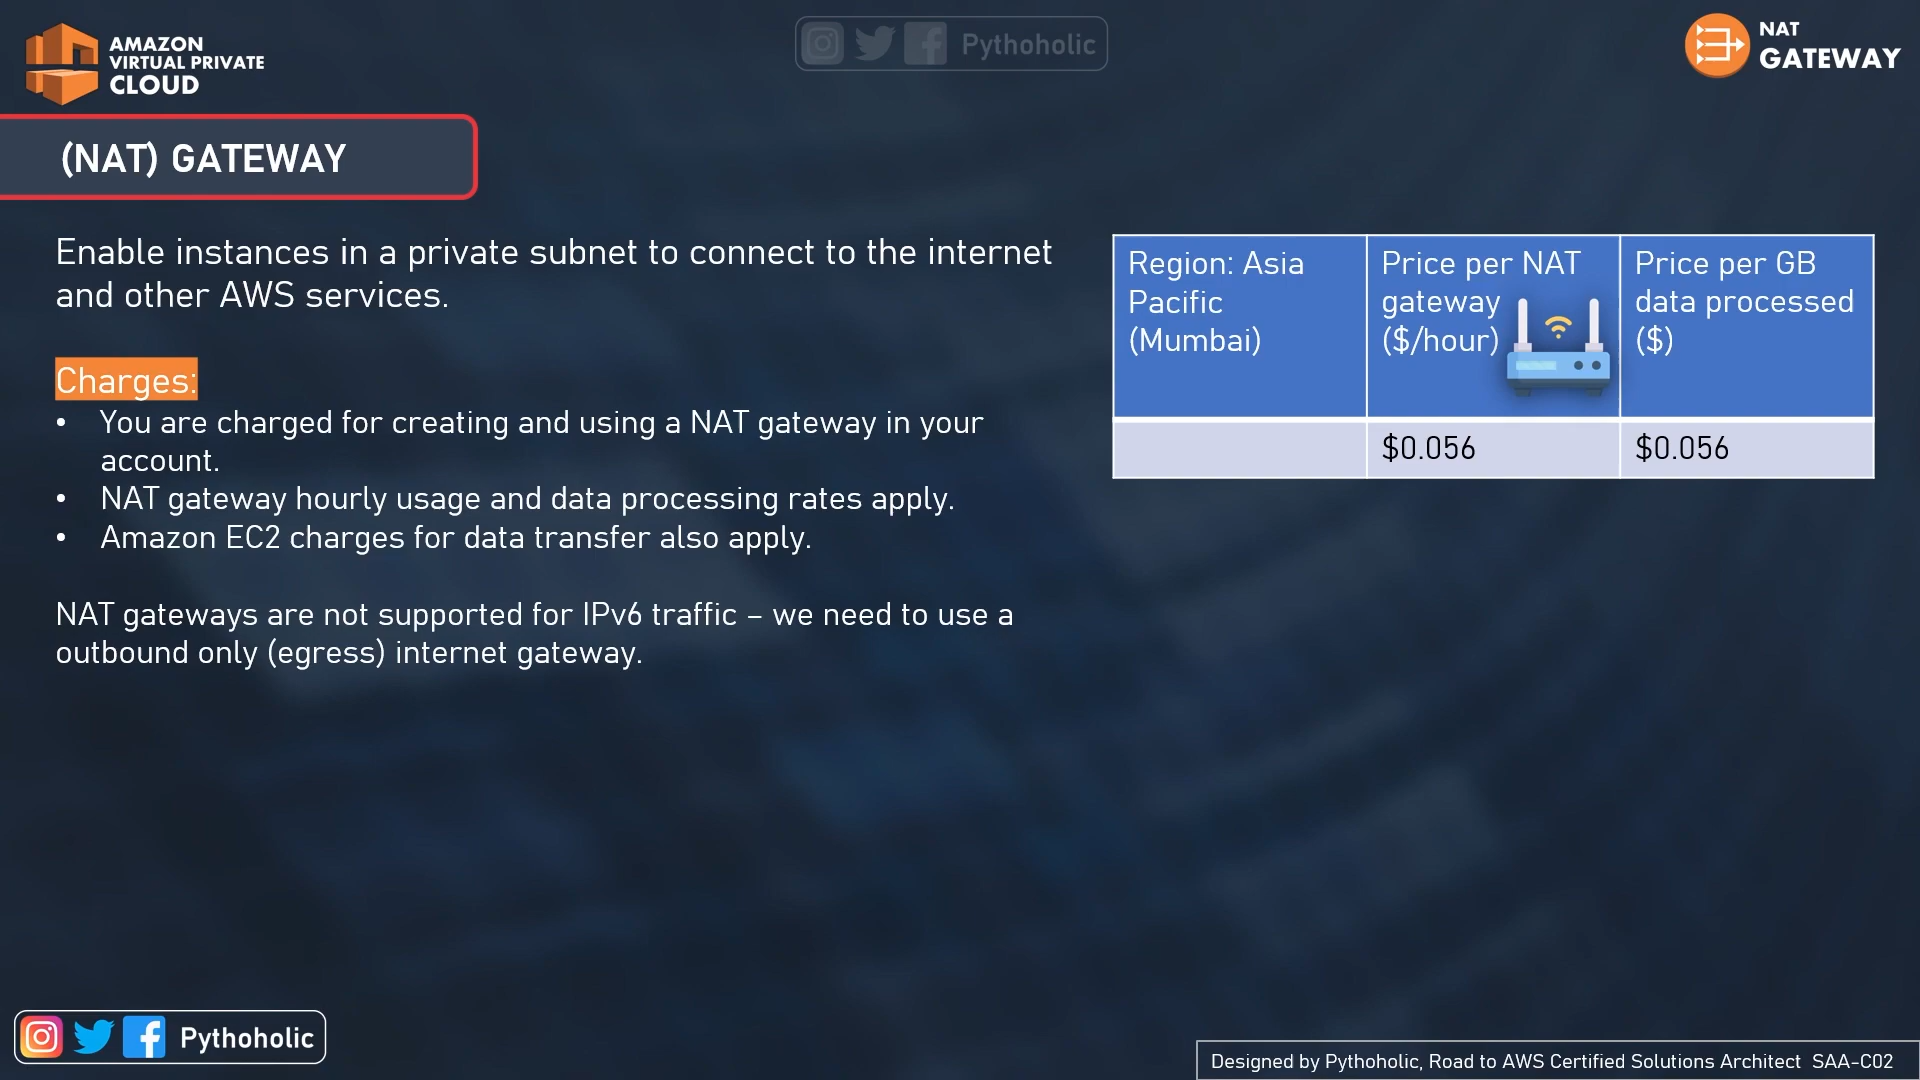 AMAZON
VIRTUAL PRIVATE
CLOUD
Pythoholic
NAT
GATEWAY
(NAT) GATEWAY
Enable instances in a private subnet to connect to the internet
and other AWS services.
Charges:
• You are charged for creating and using a NAT gateway in your
account.
• NAT gateway hourly usage and data processing rates apply.
• Amazon EC2 charges for data transfer also apply.
NAT gateways are not supported for IPv6 traffic – we need to use a
outbound only (egress) internet gateway.
Region: Asia
Pacific
(Mumbai)
Price per NAT
gateway
($/hour)
Price per GB
data processed
($)
$0.056
$0.056
Pythoholic
Designed by Pythoholic, Road to AWS Certified Solutions Architect SAA-C02